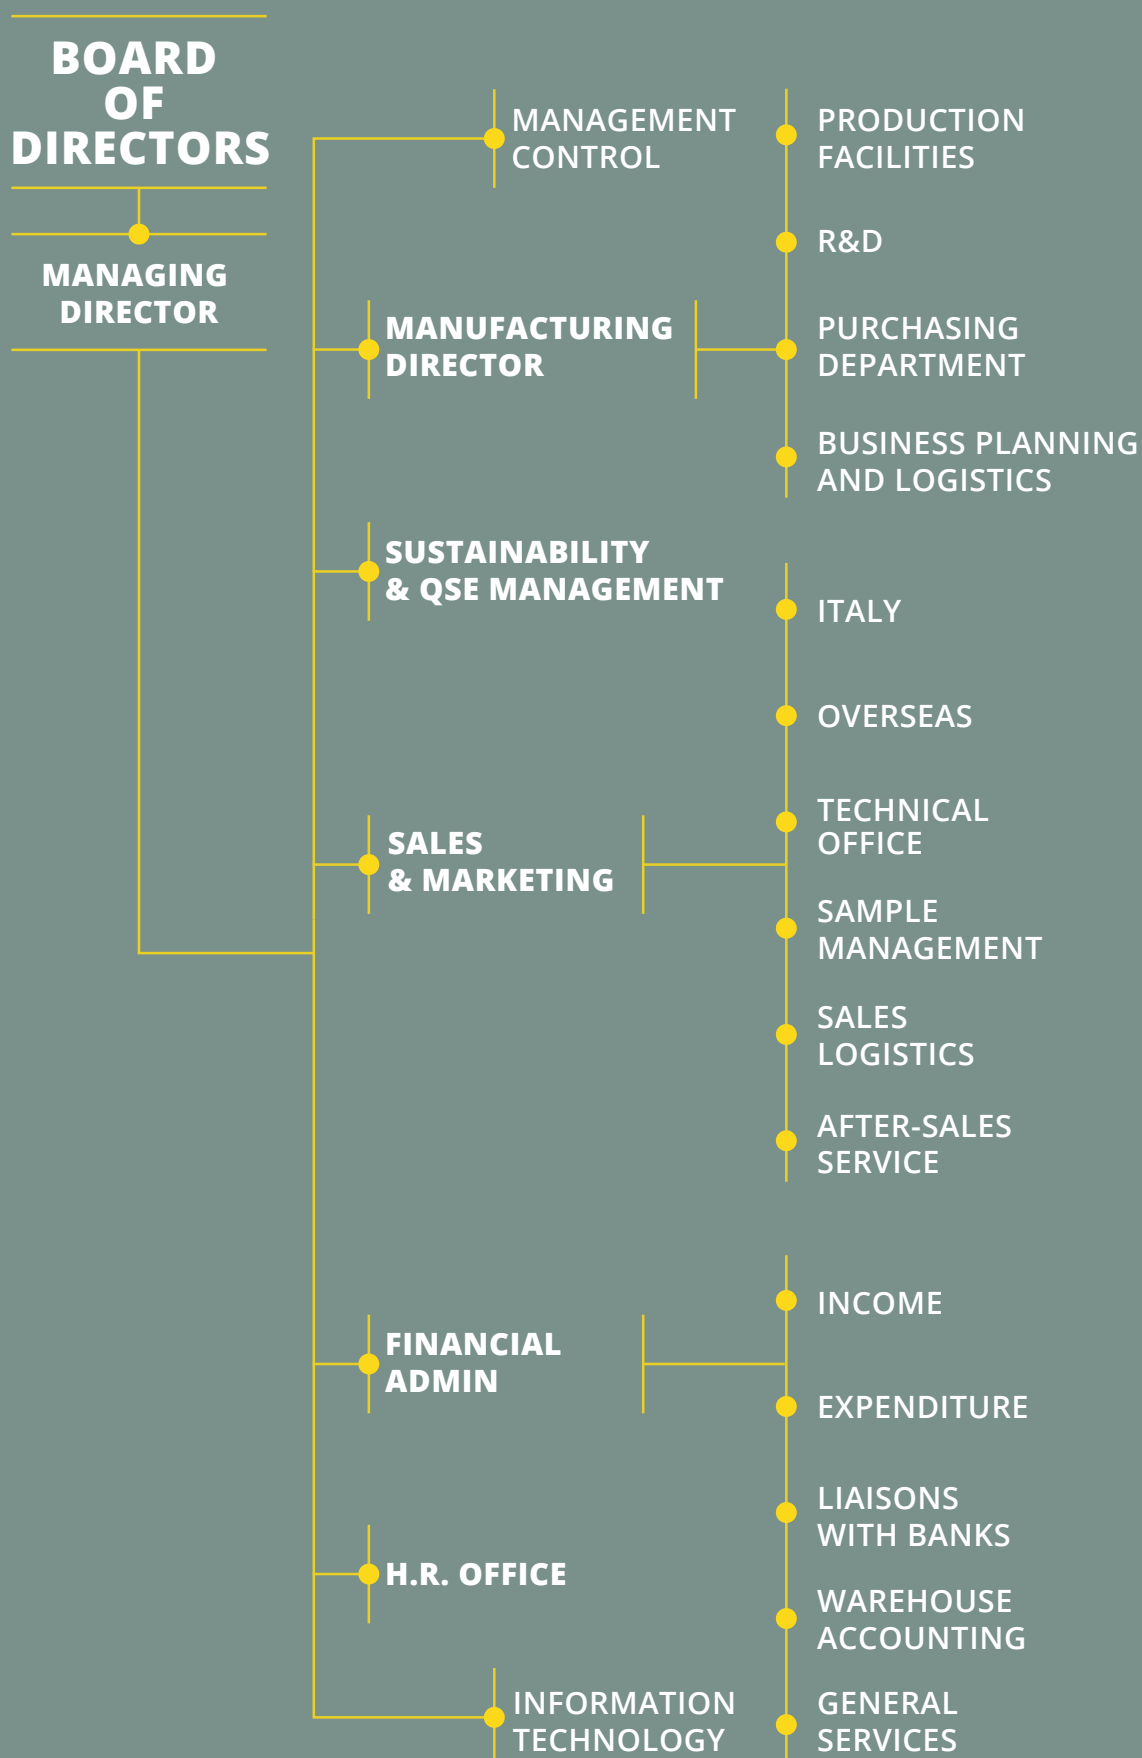 BOARD
OF
DIRECTORS
MANAGING
DIRECTOR
MANAGEMENT
CONTROL
MANUFACTURING
DIRECTOR
SUSTAINABILITY
& QSE MANAGEMENT
SALES
& MARKETING
FINANCIAL
ADMIN
H.R. OFFICE
INFORMATION
TECHNOLOGY
PRODUCTION
FACILITIES
R&D
PURCHASING
DEPARTMENT
BUSINESS PLANNING
AND LOGISTICS
ITALY
OVERSEAS
TECHNICAL
OFFICE
SAMPLE
MANAGEMENT
SALES
LOGISTICS
AFTER-SALES
SERVICE
INCOME
EXPENDITURE
LIAISONS
WITH BANKS
WAREHOUSE
ACCOUNTING
GENERAL
SERVICES